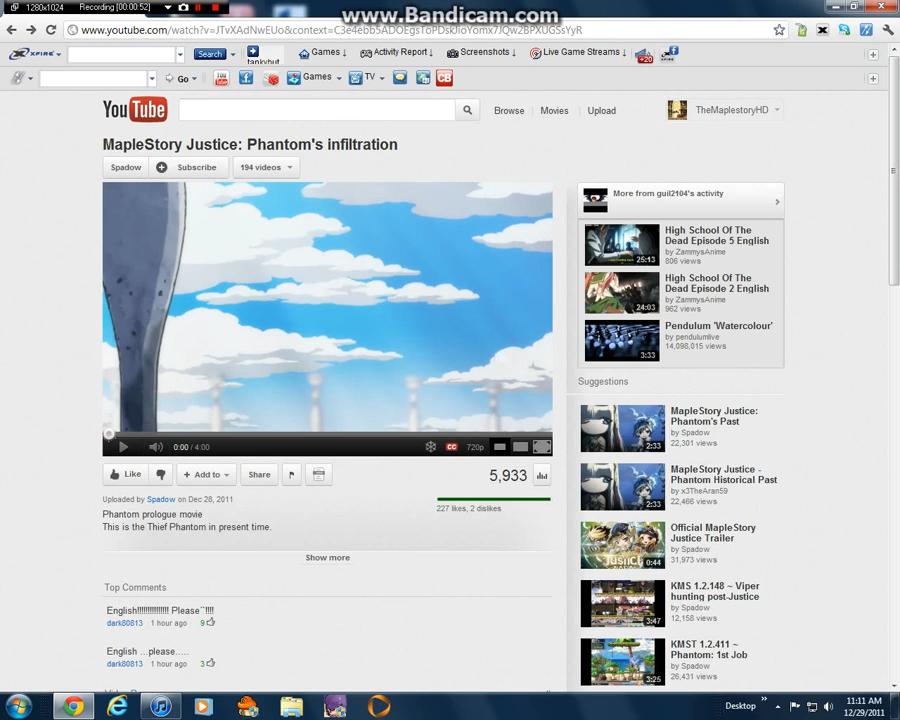 1280x1024 Recording [00:00:52]
www.Bandicam.com
www.youtube.com/watch?v=JTvXAdNwEUo&context=C3e4ebb5ADOEgsToPDskJIoYomx7JQw2BPXUGSsYyR
XFIRE Search tankybut Games Activity Report Screenshots Live Game Streams +20
Go Games TV CB
YouTube Browse Movies Upload TheMaplestoryHD
MapleStory Justice: Phantom's infiltration
Spadow Subscribe 194 videos
More from guil2104's activity
High School Of The
Dead Episode 5 English
by ZammysAnime
806 views
25:13
High School Of The
Dead Episode 2 English
by ZammysAnime
962 views
24:03
Pendulum 'Watercolour'
by pendulumlive
14,098,015 views
3:33
Suggestions
MapleStory Justice:
Phantom's Past
by Spadow
22,301 views
2:33
MapleStory Justice -
Phantom Historical Past
by x3TheAran59
22,466 views
2:33
Official MapleStory
Justice Trailer
by Spadow
31,973 views
0:44
KMS 1.2.148 ~ Viper
hunting post-Justice
by Spadow
12,158 views
3:47
KMST 1.2.411 ~
Phantom: 1st Job
by Spadow
26,431 views
3:25
0:00 / 4:00 CC 720p
Like + Add to Share 5,933
Uploaded by Spadow on Dec 28, 2011
227 likes, 2 dislikes
Phantom prologue movie
This is the Thief Phantom in present time.
Show more
Top Comments
English!!!!!!!!!!!!!!! Please``!!!!
dark80813 1 hour ago 9
English ...please.....
dark80813 1 hour ago 3
Desktop
11:11 AM
12/29/2011